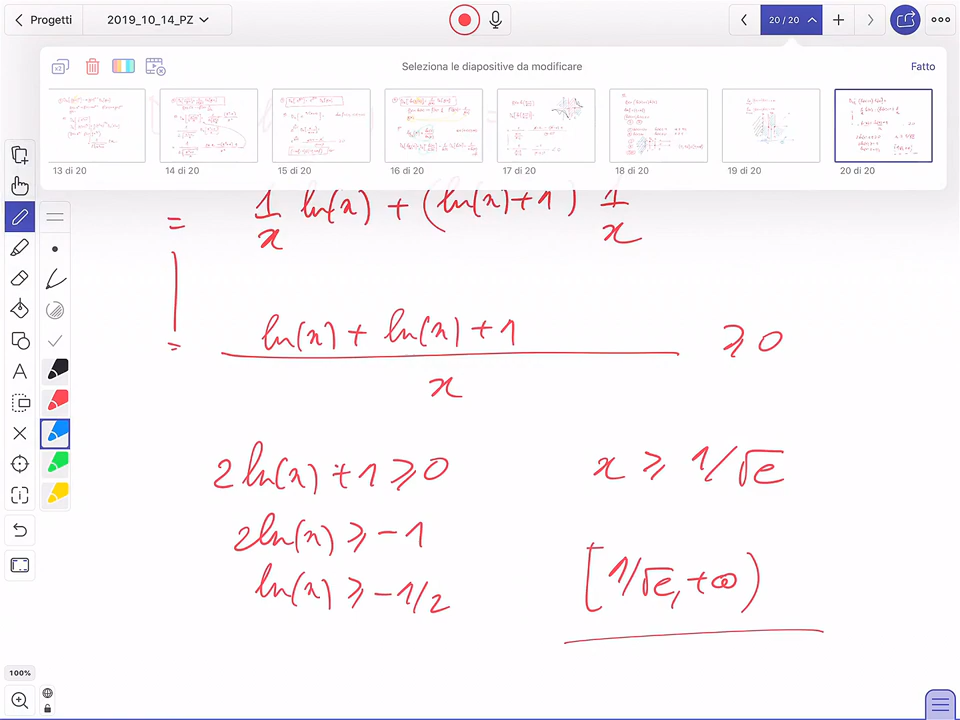 Progetti
2019_10_14_PZ
20 / 20
Seleziona le diapositive da modificare
Fatto
13 di 20
14 di 20
15 di 20
16 di 20
17 di 20
18 di 20
19 di 20
20 di 20
= 1/x ln(x) + (ln(x)+1) 1/x
= (ln(x) + ln(x) + 1)/x ⩾ 0
2ln(x) + 1 ⩾ 0
x ⩾ 1/√e
2ln(x) ⩾ -1
ln(x) ⩾ -1/2
[1/√e, +∞)
100%